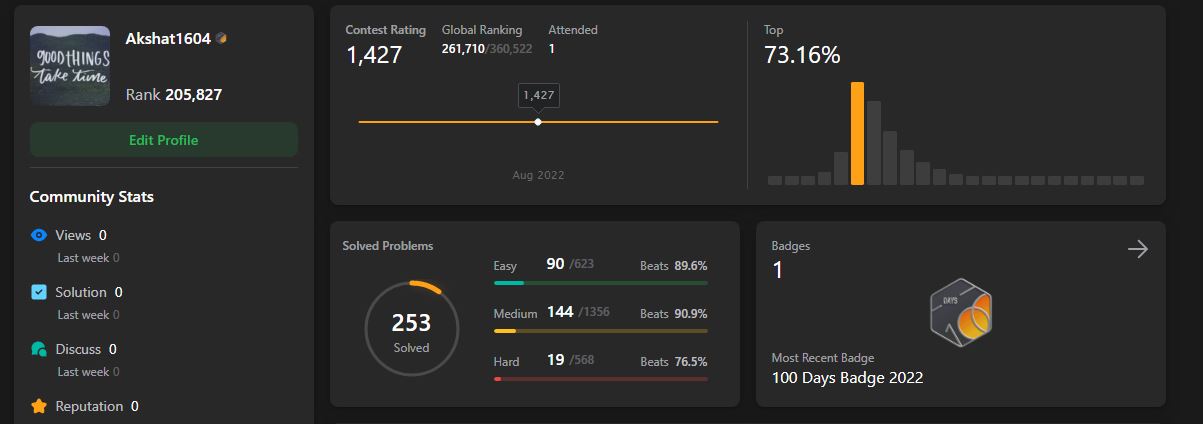 GOOD THINGS
take time
Akshat1604
Rank 205,827
Edit Profile
Community Stats
Views 0
Last week 0
Solution 0
Last week 0
Discuss 0
Last week 0
Reputation 0
Contest Rating
1,427
Global Ranking
261,710/360,522
Attended
1
1,427
Aug 2022
Top
73.16%
Solved Problems
253
Solved
Easy 90 /623 Beats 89.6%
Medium 144 /1356 Beats 90.9%
Hard 19 /568 Beats 76.5%
Badges
1
DAYS
Most Recent Badge
100 Days Badge 2022